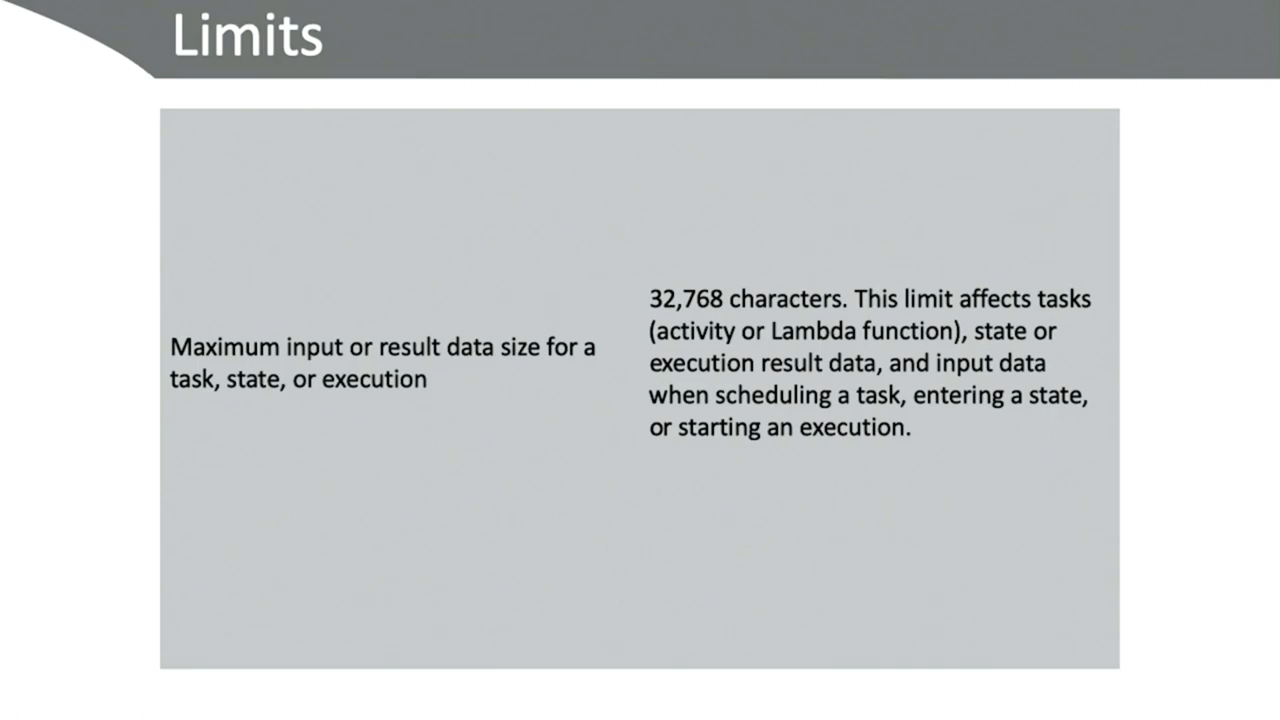 Limits
Maximum input or result data size for a
task, state, or execution
32,768 characters. This limit affects tasks
(activity or Lambda function), state or
execution result data, and input data
when scheduling a task, entering a state,
or starting an execution.